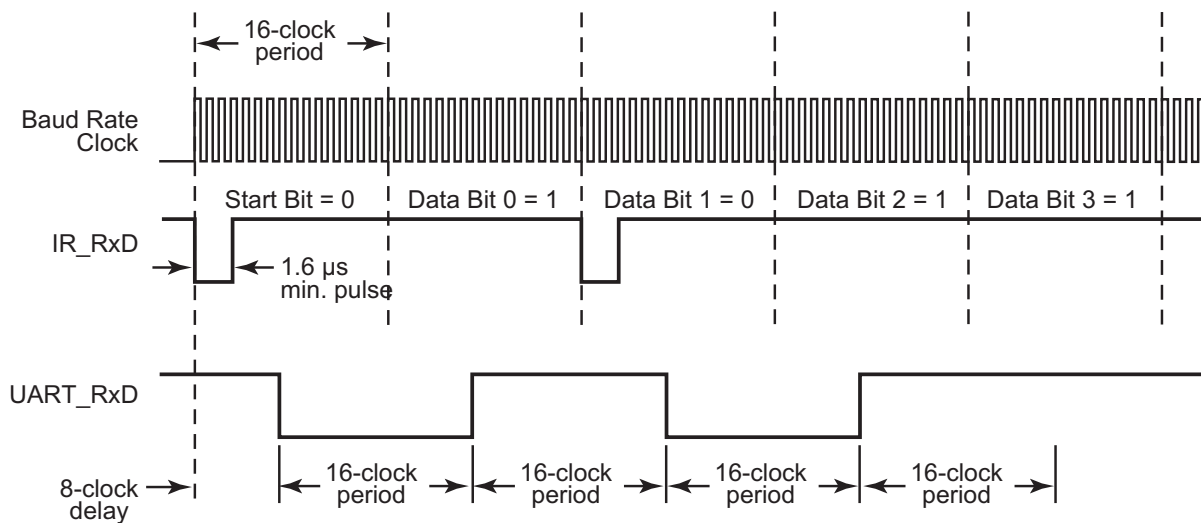 16-clock
period
Baud Rate
Clock
Start Bit = 0
Data Bit 0 = 1
Data Bit 1 = 0
Data Bit 2 = 1
Data Bit 3 = 1
IR_RxD
1.6 µs
min. pulse
UART_RxD
8-clock
delay
16-clock
period
16-clock
period
16-clock
period
16-clock
period